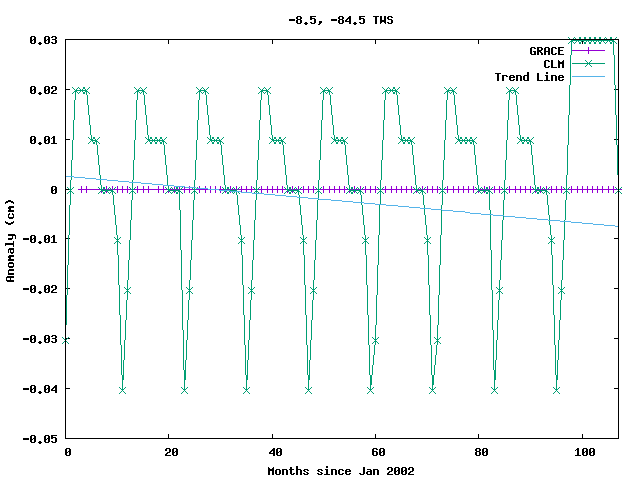 -8.5, -84.5 TWS
0.03
0.02
0.01
0
-0.01
-0.02
-0.03
-0.04
-0.05
Anomaly (cm)
GRACE
CLM
Trend Line
0 20 40 60 80 100
Months since Jan 2002